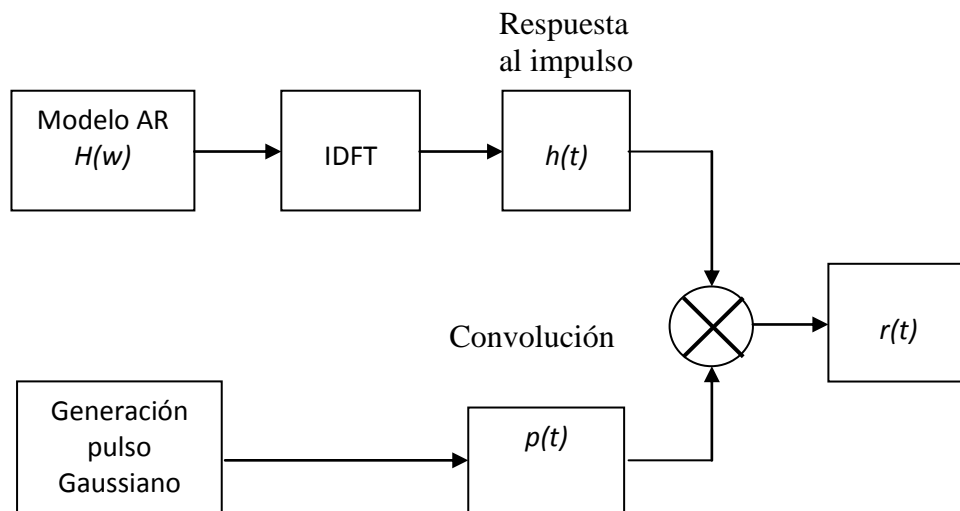 Respuesta
al impulso
Modelo AR
H(w)
IDFT
h(t)
Convolución
r(t)
Generación
pulso
Gaussiano
p(t)